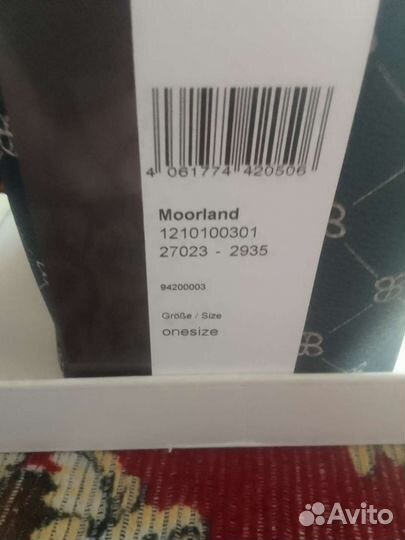 4 061774 420506
Moorland
1210100301
27023 - 2935
94200003
Größe / Size
onesize
Avito